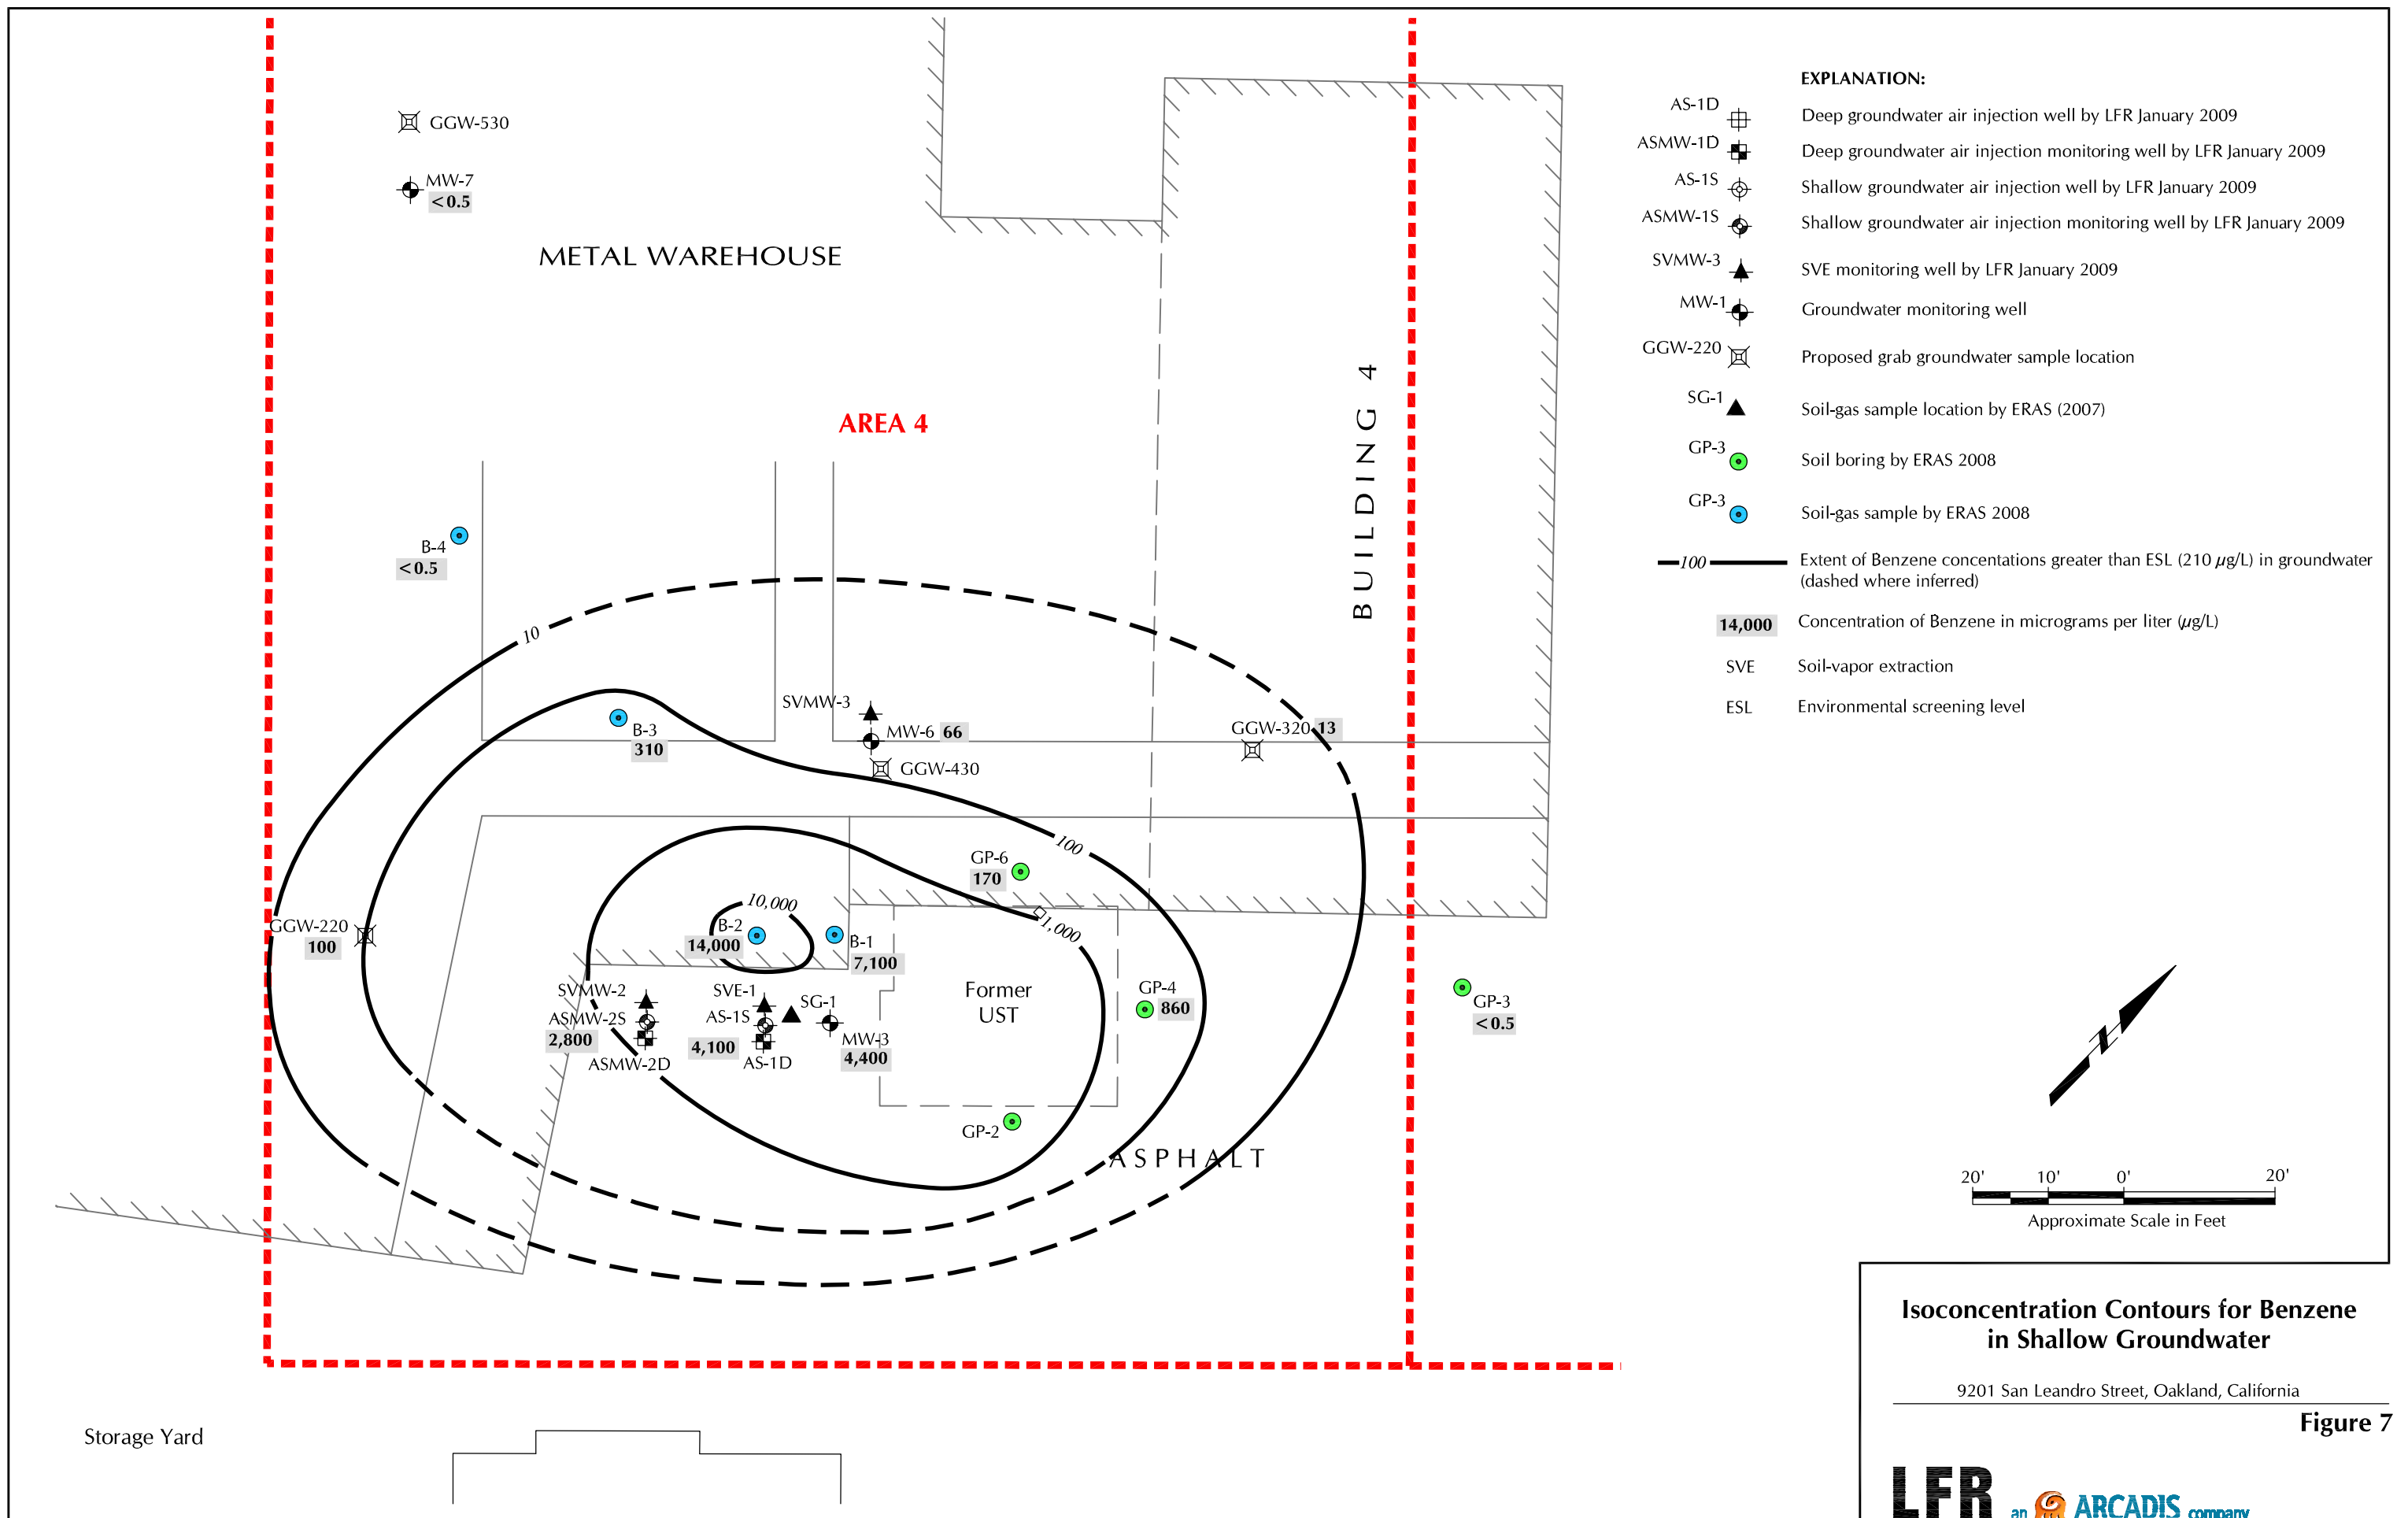 GGW-530
MW-7
<0.5
METAL WAREHOUSE
AREA 4
BUILDING 4
B-4
<0.5
10
SVMW-3
B-3
310
MW-6 66
GGW-430
GGW-320 13
100
GP-6
170
10,000
B-2
14,000
B-1
7,100
1,000
GGW-220
100
SVMW-2
ASMW-2S
2,800
ASMW-2D
SVE-1
SG-1
AS-1S
4,100
AS-1D
MW-3
4,400
Former
UST
GP-4
860
GP-3
<0.5
GP-2
ASPHALT
Storage Yard
EXPLANATION:
AS-1D Deep groundwater air injection well by LFR January 2009
ASMW-1D Deep groundwater air injection monitoring well by LFR January 2009
AS-1S Shallow groundwater air injection well by LFR January 2009
ASMW-1S Shallow groundwater air injection monitoring well by LFR January 2009
SVMW-3 SVE monitoring well by LFR January 2009
MW-1 Groundwater monitoring well
GGW-220 Proposed grab groundwater sample location
SG-1 Soil-gas sample location by ERAS (2007)
GP-3 Soil boring by ERAS 2008
GP-3 Soil-gas sample by ERAS 2008
100 Extent of Benzene concentations greater than ESL (210 µg/L) in groundwater
(dashed where inferred)
14,000 Concentration of Benzene in micrograms per liter (µg/L)
SVE Soil-vapor extraction
ESL Environmental screening level
N
20' 10' 0' 20'
Approximate Scale in Feet
Isoconcentration Contours for Benzene
in Shallow Groundwater
9201 San Leandro Street, Oakland, California
Figure 7
LFR an ARCADIS company